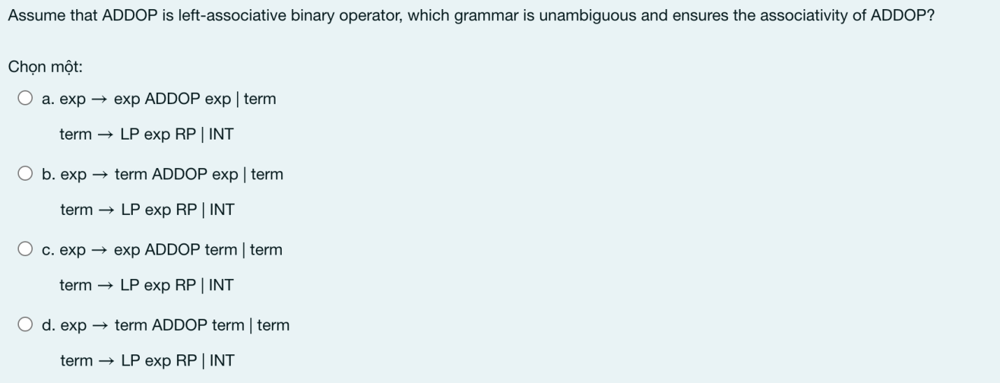 Assume that ADDOP is left-associative binary operator, which grammar is unambiguous and ensures the associativity of ADDOP?
Chọn một:
a. exp → exp ADDOP exp | term
term → LP exp RP | INT
b. exp → term ADDOP exp | term
term → LP exp RP | INT
c. exp → exp ADDOP term | term
term → LP exp RP | INT
d. exp → term ADDOP term | term
term → LP exp RP | INT